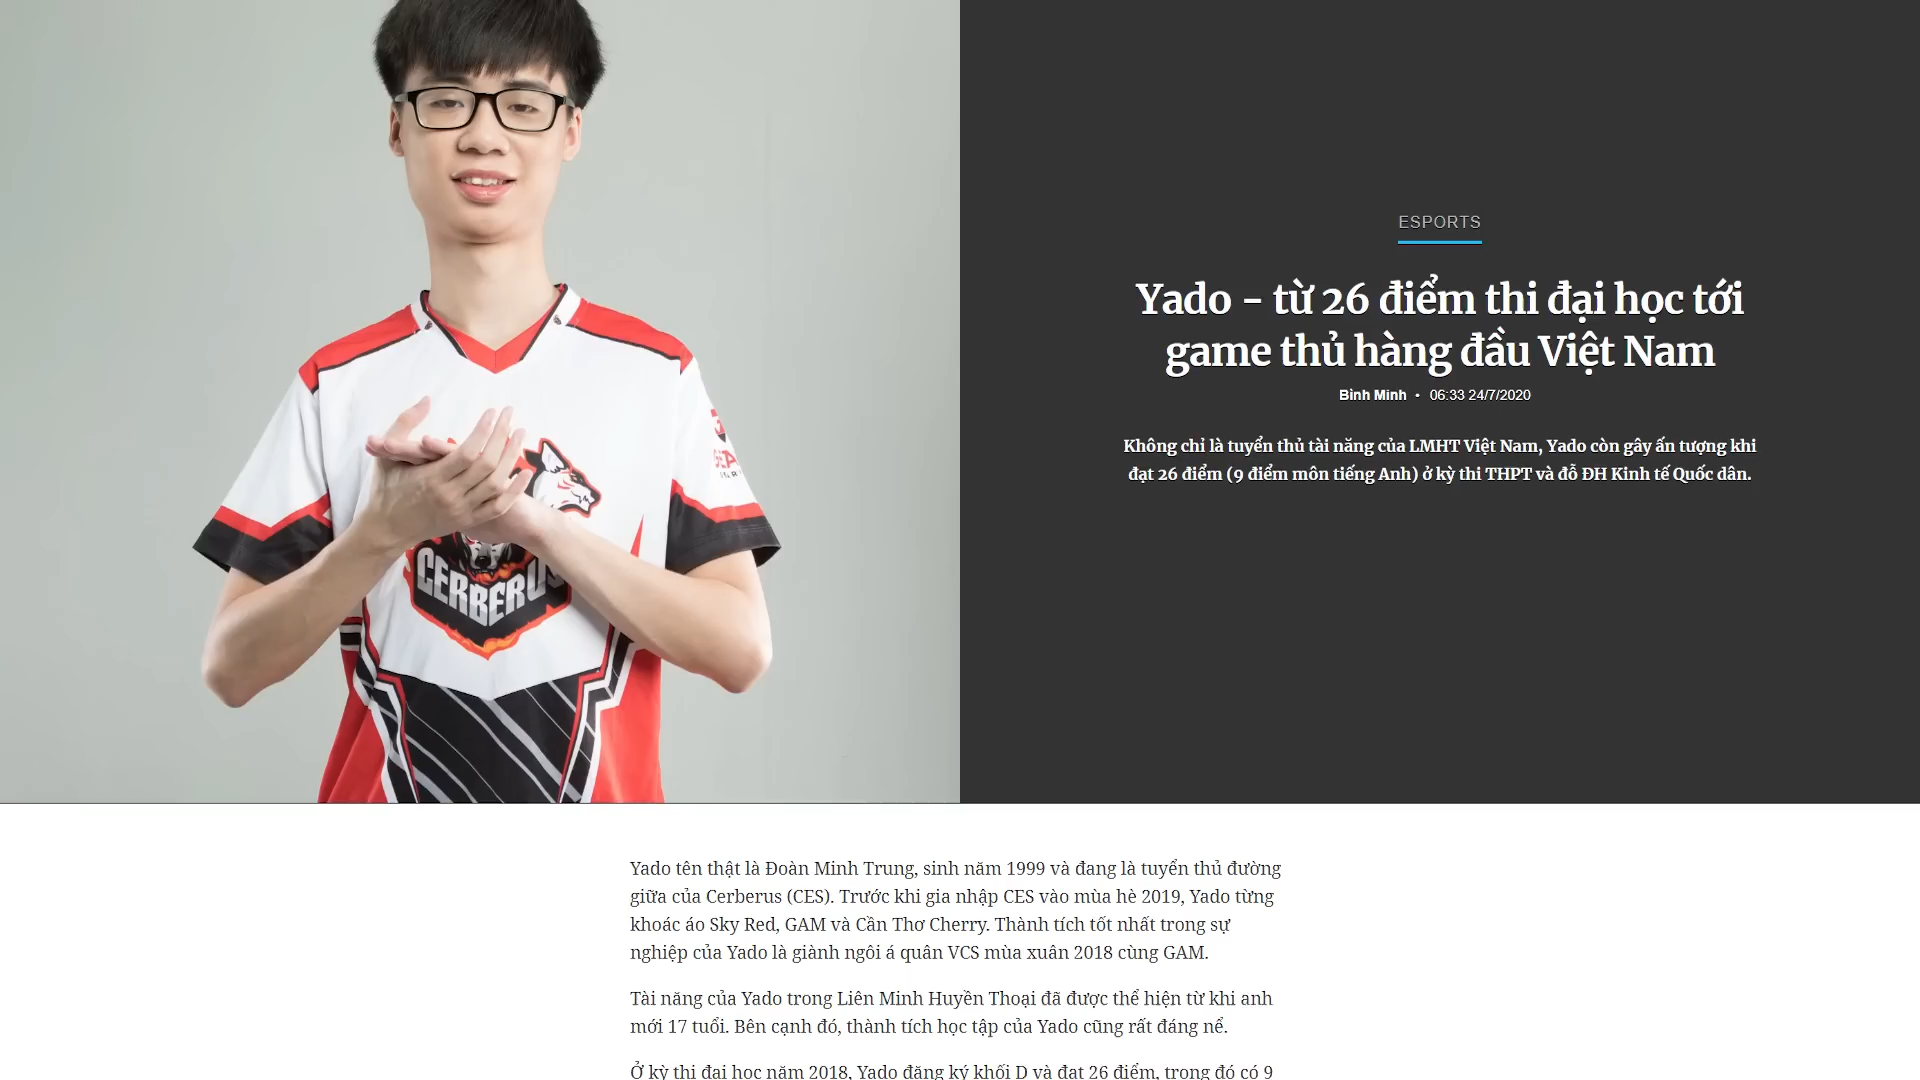 CERBERUS
ESPORTS
Yado - từ 26 điểm thi đại học tới
game thủ hàng đầu Việt Nam
Bình Minh • 06:33 24/7/2020
Không chỉ là tuyển thủ tài năng của LMHT Việt Nam, Yado còn gây ấn tượng khi
đạt 26 điểm (9 điểm môn tiếng Anh) ở kỳ thi THPT và đỗ ĐH Kinh tế Quốc dân.
Yado tên thật là Đoàn Minh Trung, sinh năm 1999 và đang là tuyển thủ đường
giữa của Cerberus (CES). Trước khi gia nhập CES vào mùa hè 2019, Yado từng
khoác áo Sky Red, GAM và Cần Thơ Cherry. Thành tích tốt nhất trong sự
nghiệp của Yado là giành ngôi á quân VCS mùa xuân 2018 cùng GAM.
Tài năng của Yado trong Liên Minh Huyền Thoại đã được thể hiện từ khi anh
mới 17 tuổi. Bên cạnh đó, thành tích học tập của Yado cũng rất đáng nể.
Ở kỳ thi đại học năm 2018, Yado đăng ký khối D và đạt 26 điểm, trong đó có 9